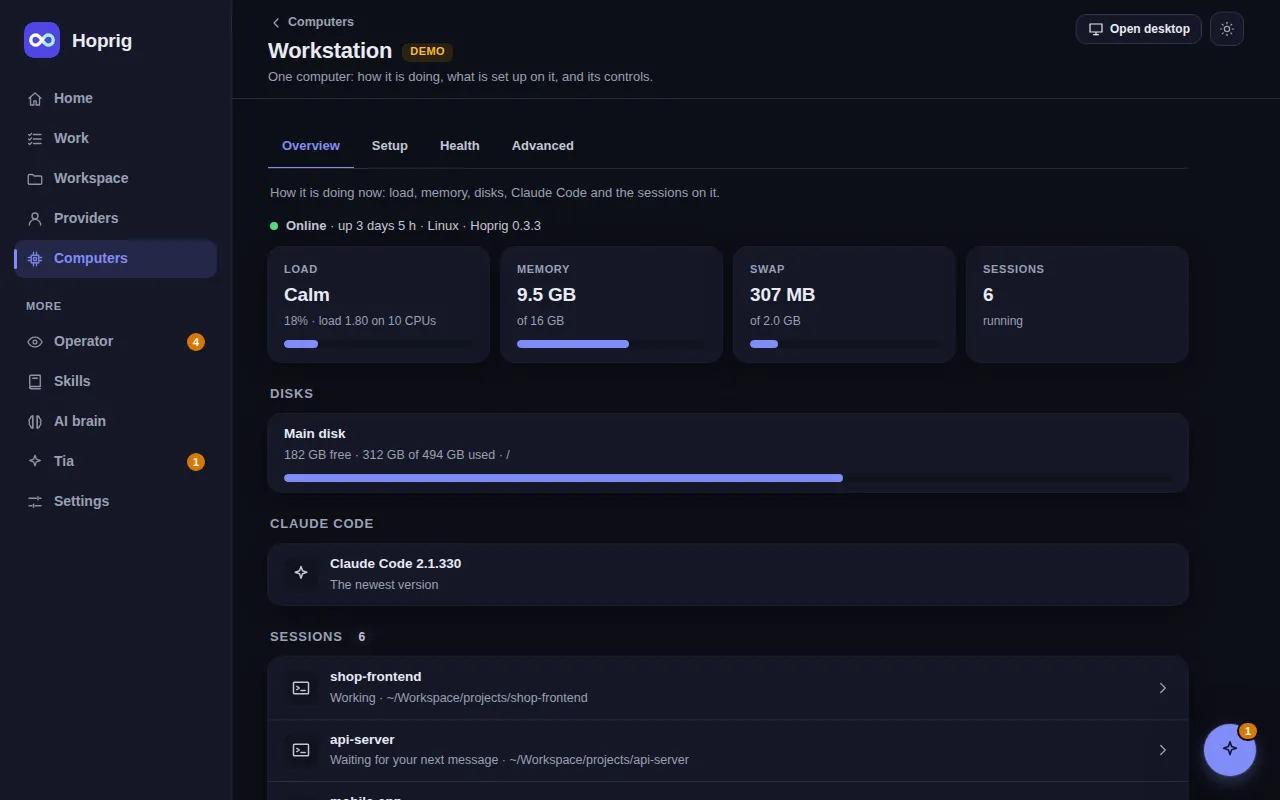 Hoprig
Home
Work
Workspace
Providers
Computers
MORE
Operator 4
Skills
AI brain
Tia 1
Settings
Computers
Workstation DEMO
One computer: how it is doing, what is set up on it, and its controls.
Open desktop
Overview Setup Health Advanced
How it is doing now: load, memory, disks, Claude Code and the sessions on it.
Online · up 3 days 5 h · Linux · Hoprig 0.3.3
LOAD
Calm
18% · load 1.80 on 10 CPUs
MEMORY
9.5 GB
of 16 GB
SWAP
307 MB
of 2.0 GB
SESSIONS
6
running
DISKS
Main disk
182 GB free · 312 GB of 494 GB used · /
CLAUDE CODE
Claude Code 2.1.330
The newest version
SESSIONS 6
shop-frontend
Working · ~/Workspace/projects/shop-frontend
api-server
Waiting for your next message · ~/Workspace/projects/api-server
mobile-app
1